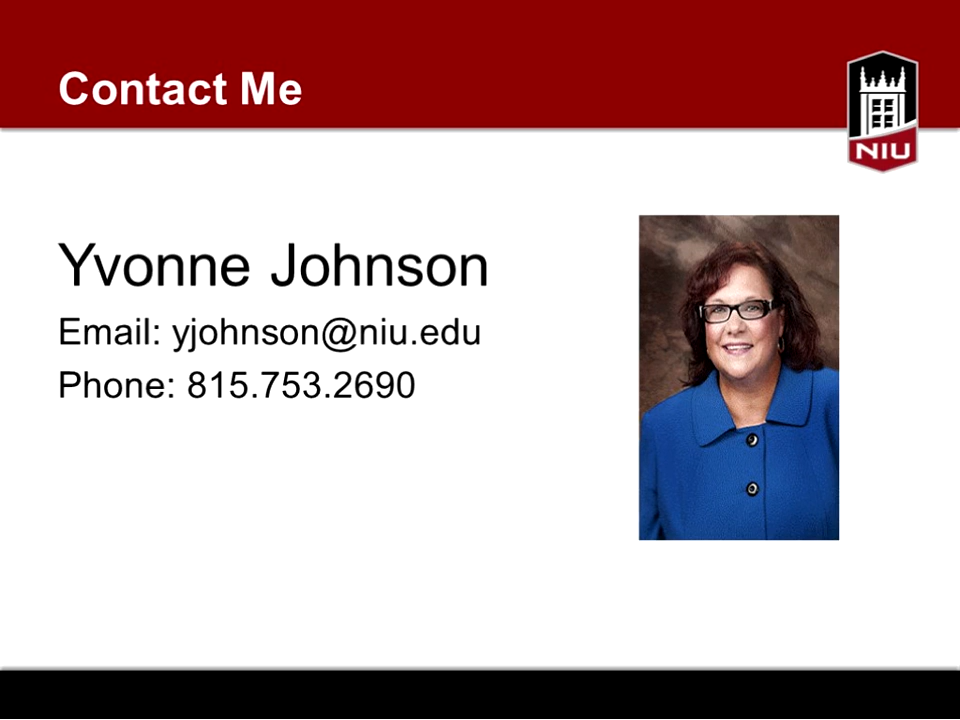 Contact Me
NIU
Yvonne Johnson
Email: yjohnson@niu.edu
Phone: 815.753.2690